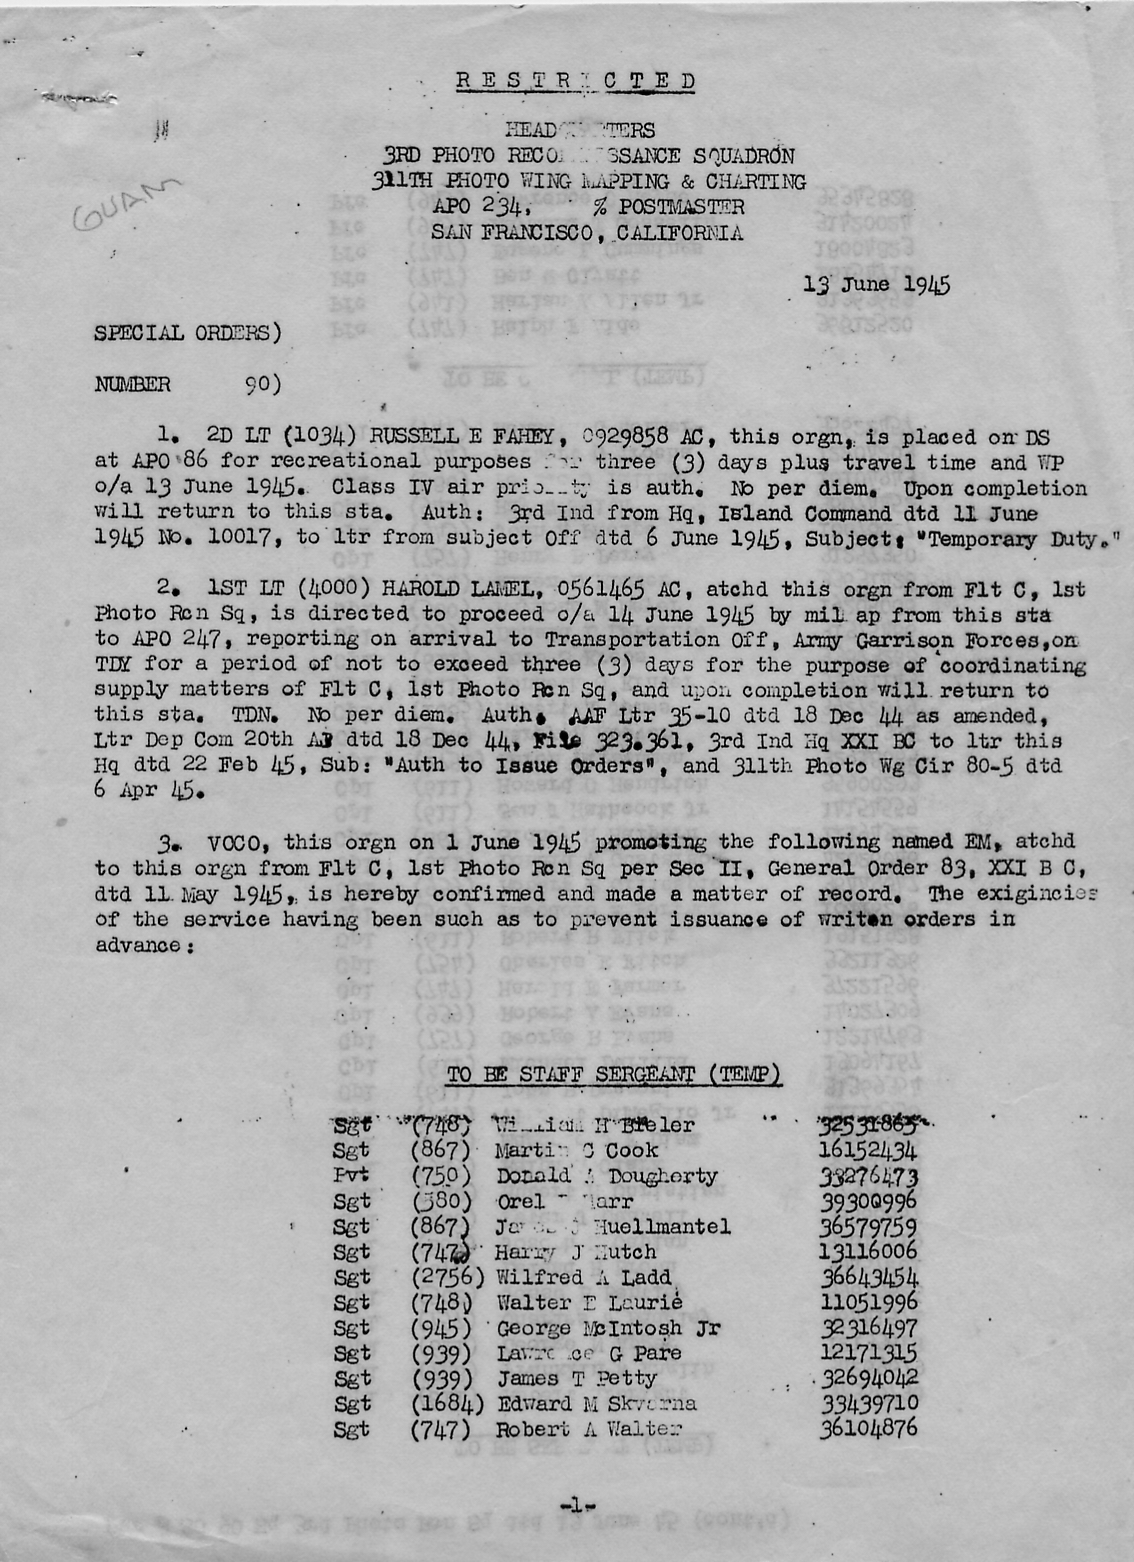 R E S T R I C T E D
HEADQUARTERS
3RD PHOTO RECONNAISSANCE SQUADRON
311TH PHOTO WING MAPPING & CHARTING
APO 234, % POSTMASTER
SAN FRANCISCO, CALIFORNIA
GUAM
13 June 1945
SPECIAL ORDERS)
NUMBER 90)
1. 2D LT (1034) RUSSELL E FAHEY, 0929858 AC, this orgn, is placed on DS
at APO 86 for recreational purposes for three (3) days plus travel time and WP
o/a 13 June 1945. Class IV air priority is auth. No per diem. Upon completion
will return to this sta. Auth: 3rd Ind from Hq, Island Command dtd 11 June
1945 No. 10017, to ltr from subject Off dtd 6 June 1945, Subject: "Temporary Duty."
2. 1ST LT (4000) HAROLD LAMEL, 0561465 AC, atchd this orgn from Flt C, 1st
Photo Rcn Sq, is directed to proceed o/a 14 June 1945 by mil ap from this sta
to APO 247, reporting on arrival to Transportation Off, Army Garrison Forces,on
TDY for a period of not to exceed three (3) days for the purpose of coordinating
supply matters of Flt C, 1st Photo Rcn Sq, and upon completion will return to
this sta. TDN. No per diem. Auth. AAF Ltr 35-10 dtd 18 Dec 44 as amended,
Ltr Dep Com 20th AF dtd 18 Dec 44, File 323.361, 3rd Ind Hq XXI BC to ltr this
Hq dtd 22 Feb 45, Sub: "Auth to Issue Orders", and 311th Photo Wg Cir 80-5 dtd
6 Apr 45.
3. VOCO, this orgn on 1 June 1945 promoting the following named EM, atchd
to this orgn from Flt C, 1st Photo Rcn Sq per Sec II, General Order 83, XXI B C,
dtd 11 May 1945, is hereby confirmed and made a matter of record. The exigincies
of the service having been such as to prevent issuance of writen orders in
advance:
TO BE STAFF SERGEANT (TEMP)
Sgt (748) William H 32531865
Sgt (867) Martin C Cook 16152434
Pvt (750) Donald A Dougherty 33276473
Sgt (580) Orel 39300996
Sgt (867) Huellmantel 36579759
Sgt (747) Harry J Hutch 13116006
Sgt (2756) Wilfred A Ladd 36643454
Sgt (748) Walter E Laurie 11051996
Sgt (945) George McIntosh Jr 32316497
Sgt (939) Lawrence G Pare 12171315
Sgt (939) James T Petty 32694042
Sgt (1684) Edward M Skvarna 33439710
Sgt (747) Robert A Walter 36104876
-1-